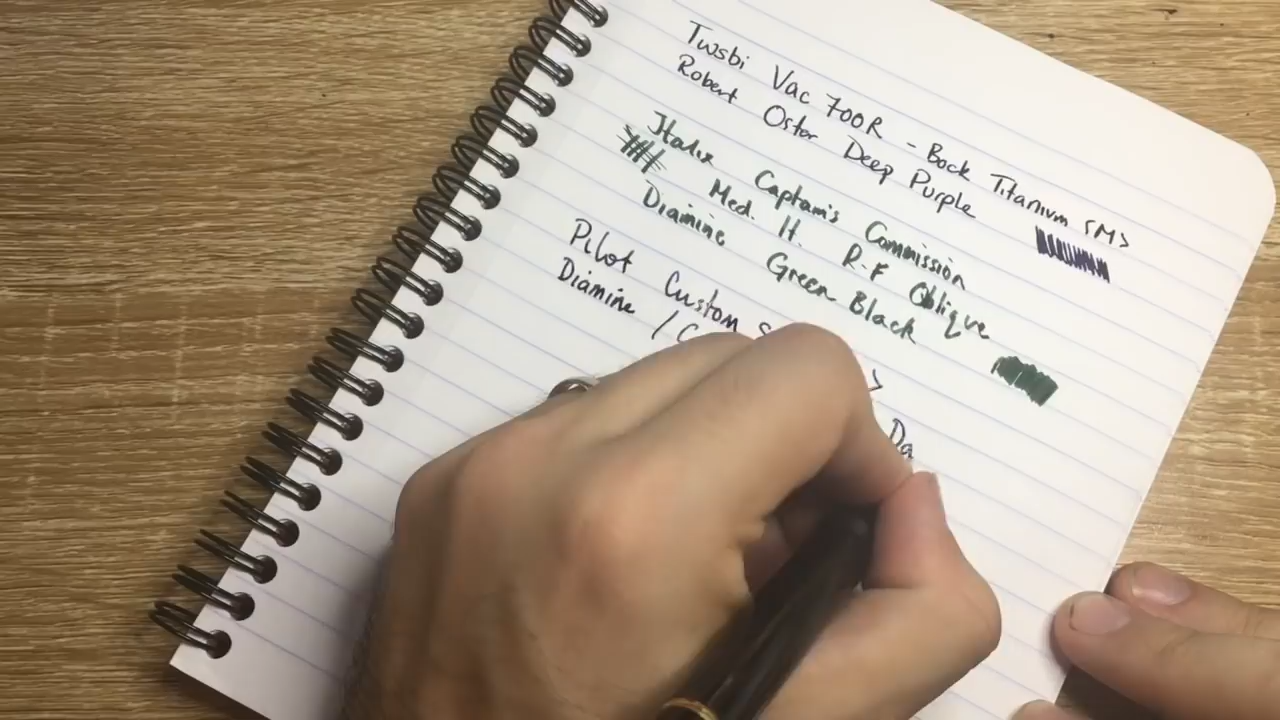 Twsbi Vac 700R - Bock Titanium <M>
Robert Oster Deep Purple
Italix Captain's Commission
Med. It. R-F Oblique
Diamine Green Black
Pilot Custom
Diamine /
Da